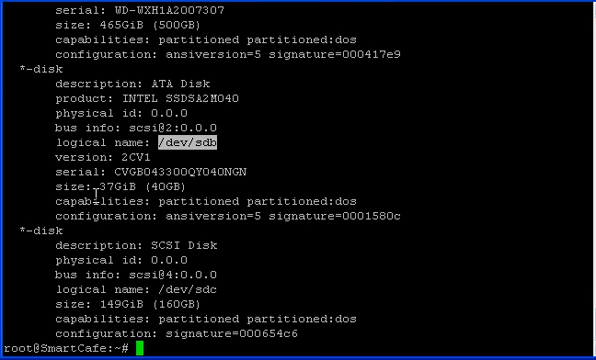 serial: WD-WXH1A2007307
size: 465GiB (500GB)
capabilities: partitioned partitioned:dos
configuration: ansiversion=5 signature=000417e9
*-disk
description: ATA Disk
product: INTEL SSDSA2M040
physical id: 0.0.0
bus info: scsi@2:0.0.0
logical name: /dev/sdb
version: 2CV1
serial: CVGB043300QY040NGN
size: 37GiB (40GB)
capabilities: partitioned partitioned:dos
configuration: ansiversion=5 signature=0001580c
*-disk
description: SCSI Disk
physical id: 0.0.0
bus info: scsi@4:0.0.0
logical name: /dev/sdc
size: 149GiB (160GB)
capabilities: partitioned partitioned:dos
configuration: signature=000654c6
root@SmartCafe:~#